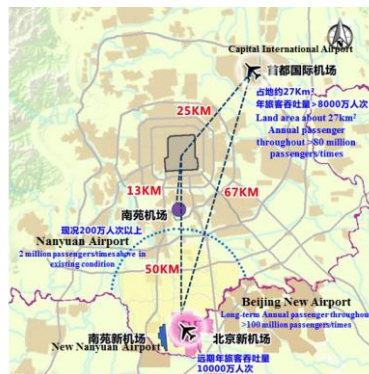 Capital International Airport
首都国际机场
占地约27Km²
年旅客吞吐量>8000万人次
Land area about 27km²
Annual passenger
throughout >80 million
passengers/times
25KM
13KM
67KM
南苑机场
现况200万人次以上
Nanyuan Airport
2 million passengers/times above in
existing condition
50KM
Beijing New Airport
Long-term Annual passenger throughout
>100 million passengers/times
南苑新机场
北京新机场
New Nanyuan Airport
远期年旅客吞吐量
10000万人次